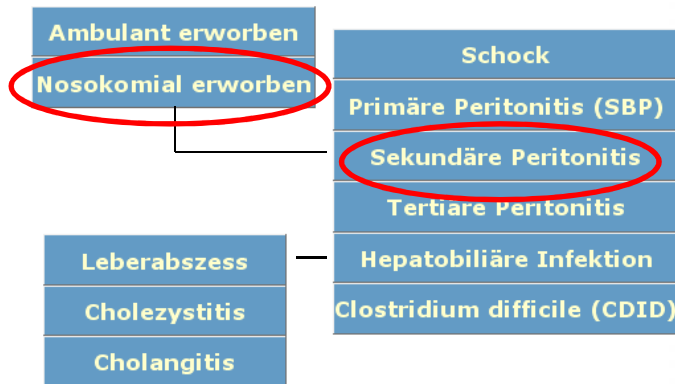 Ambulant erworben
Nosokomial erworben
Schock
Primäre Peritonitis (SBP)
Sekundäre Peritonitis
Tertiäre Peritonitis
Hepatobiliäre Infektion
Clostridium difficile (CDID)
Leberabszess
Cholezystitis
Cholangitis